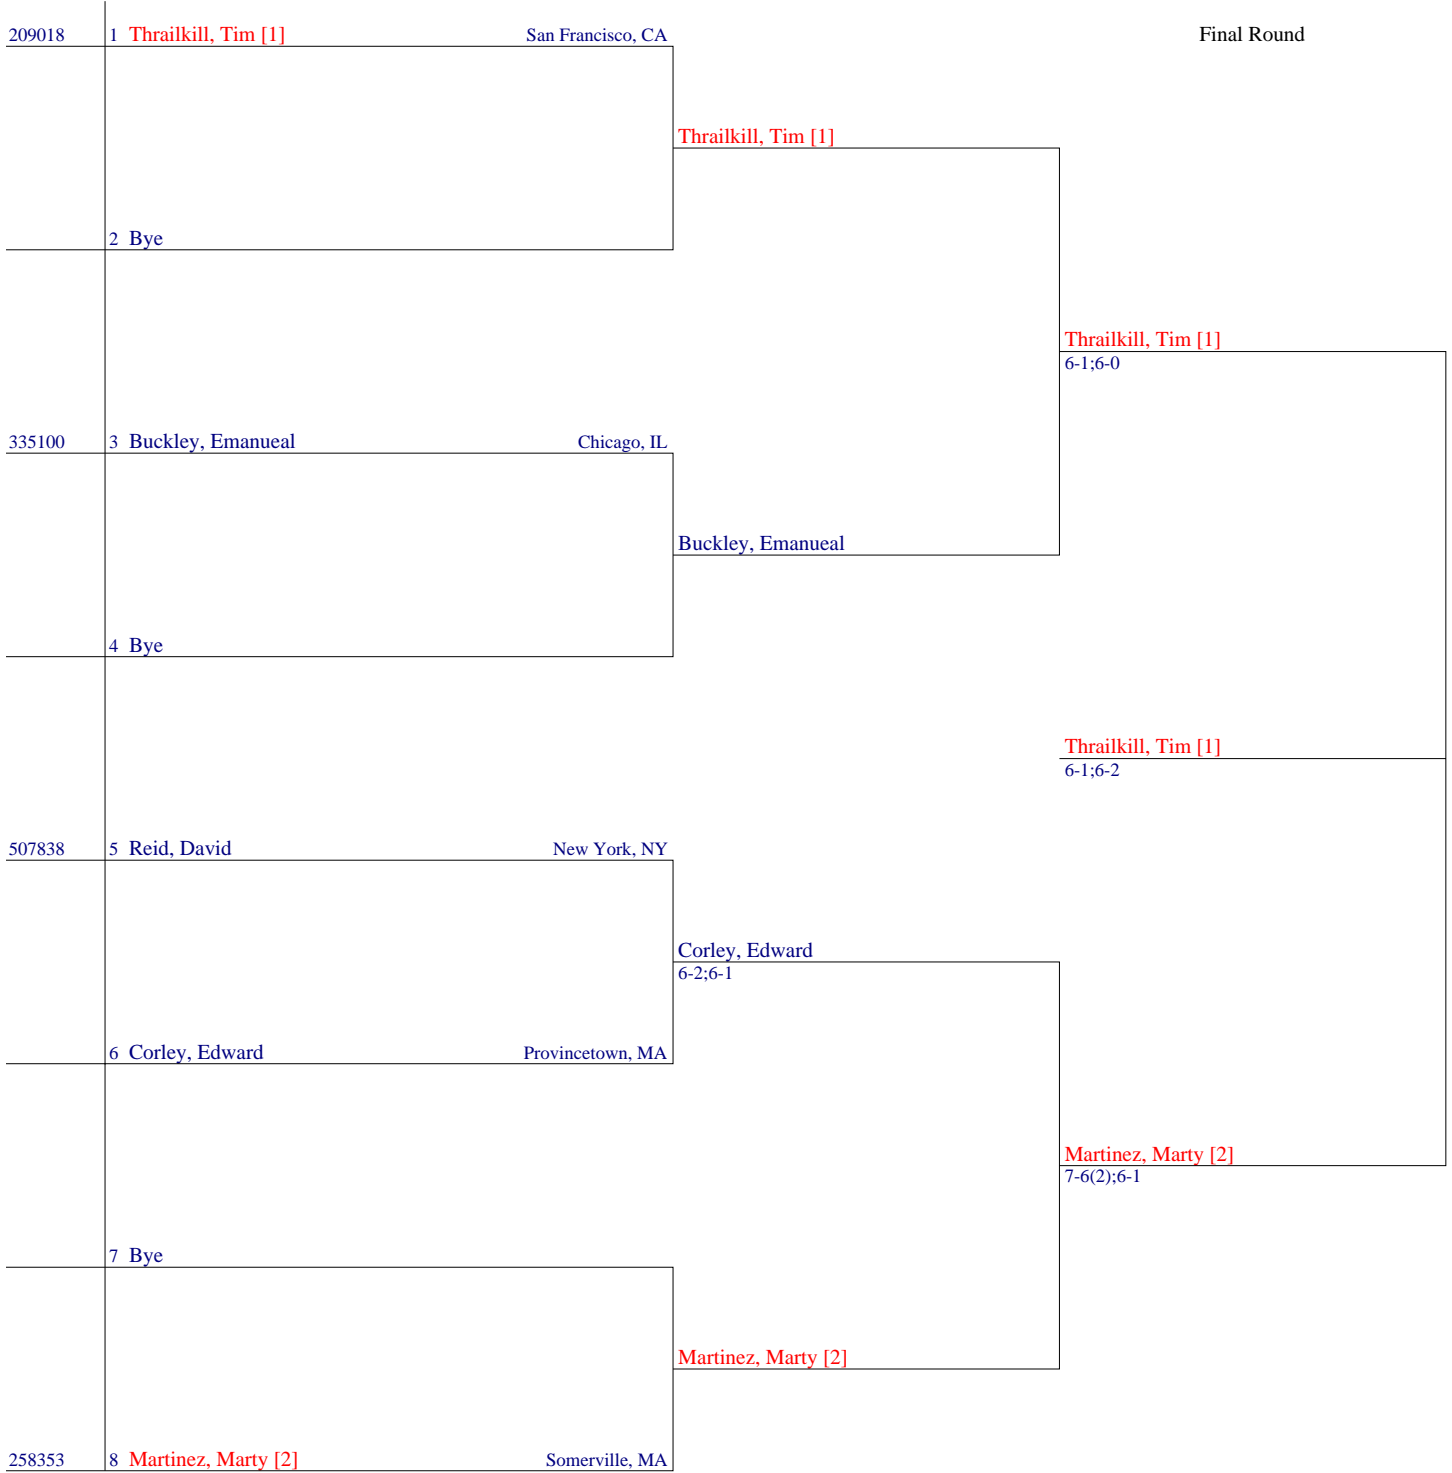 209018 1 Thrailkill, Tim [1] San Francisco, CA Final Round
Thrailkill, Tim [1]
2 Bye
Thrailkill, Tim [1]
6-1;6-0
335100 3 Buckley, Emanueal Chicago, IL
Buckley, Emanueal
4 Bye
Thrailkill, Tim [1]
6-1;6-2
507838 5 Reid, David New York, NY
Corley, Edward
6-2;6-1
6 Corley, Edward Provincetown, MA
Martinez, Marty [2]
7-6(2);6-1
7 Bye
Martinez, Marty [2]
258353 8 Martinez, Marty [2] Somerville, MA